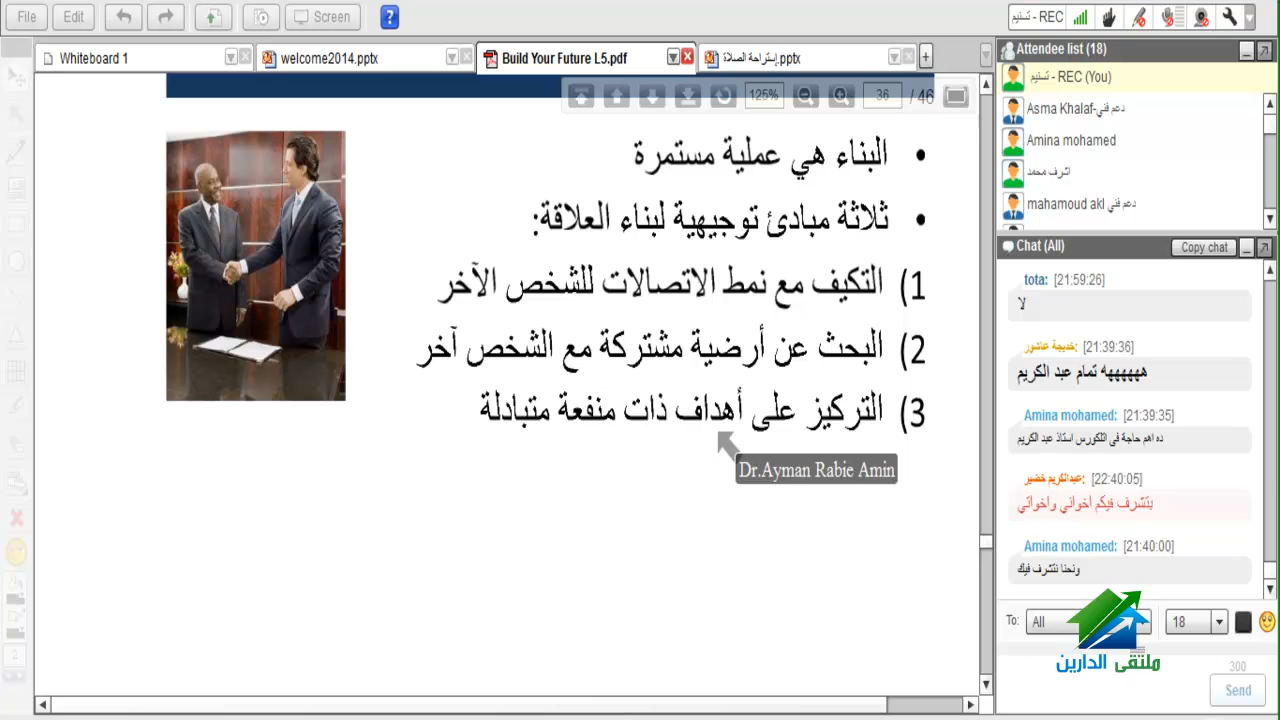 File
Edit
Screen
تسنيم - REC
Whiteboard 1
welcome2014.pptx
Build Your Future L5.pdf
إستراحة الصلاة.pptx
125%
36
/ 46
• البناء هي عملية مستمرة
• ثلاثة مبادئ توجيهية لبناء العلاقة:
1) التكيف مع نمط الاتصالات للشخص الآخر
2) البحث عن أرضية مشتركة مع الشخص آخر
3) التركيز على أهداف ذات منفعة متبادلة
Dr.Ayman Rabie Amin
Attendee list (18)
تسنيم - REC (You)
Asma Khalaf-دعم فني
Amina mohamed
اشرف محمد
mahamoud akl دعم فني
Chat (All)
Copy chat
tota: [21:59:26]
لا
خديجة عاشور: [21:39:36]
هههههه تمام عبد الكريم
Amina mohamed: [21:39:35]
ده اهم حاجة فى الكورس استاذ عبد الكريم
عبدالكريم خضير: [22:40:05]
بتشرف فيكم اخواني واخواتي
Amina mohamed: [21:40:00]
ونحنا نتشرف فيك
To:
All
18
ملتقى الدارين
300
Send
2